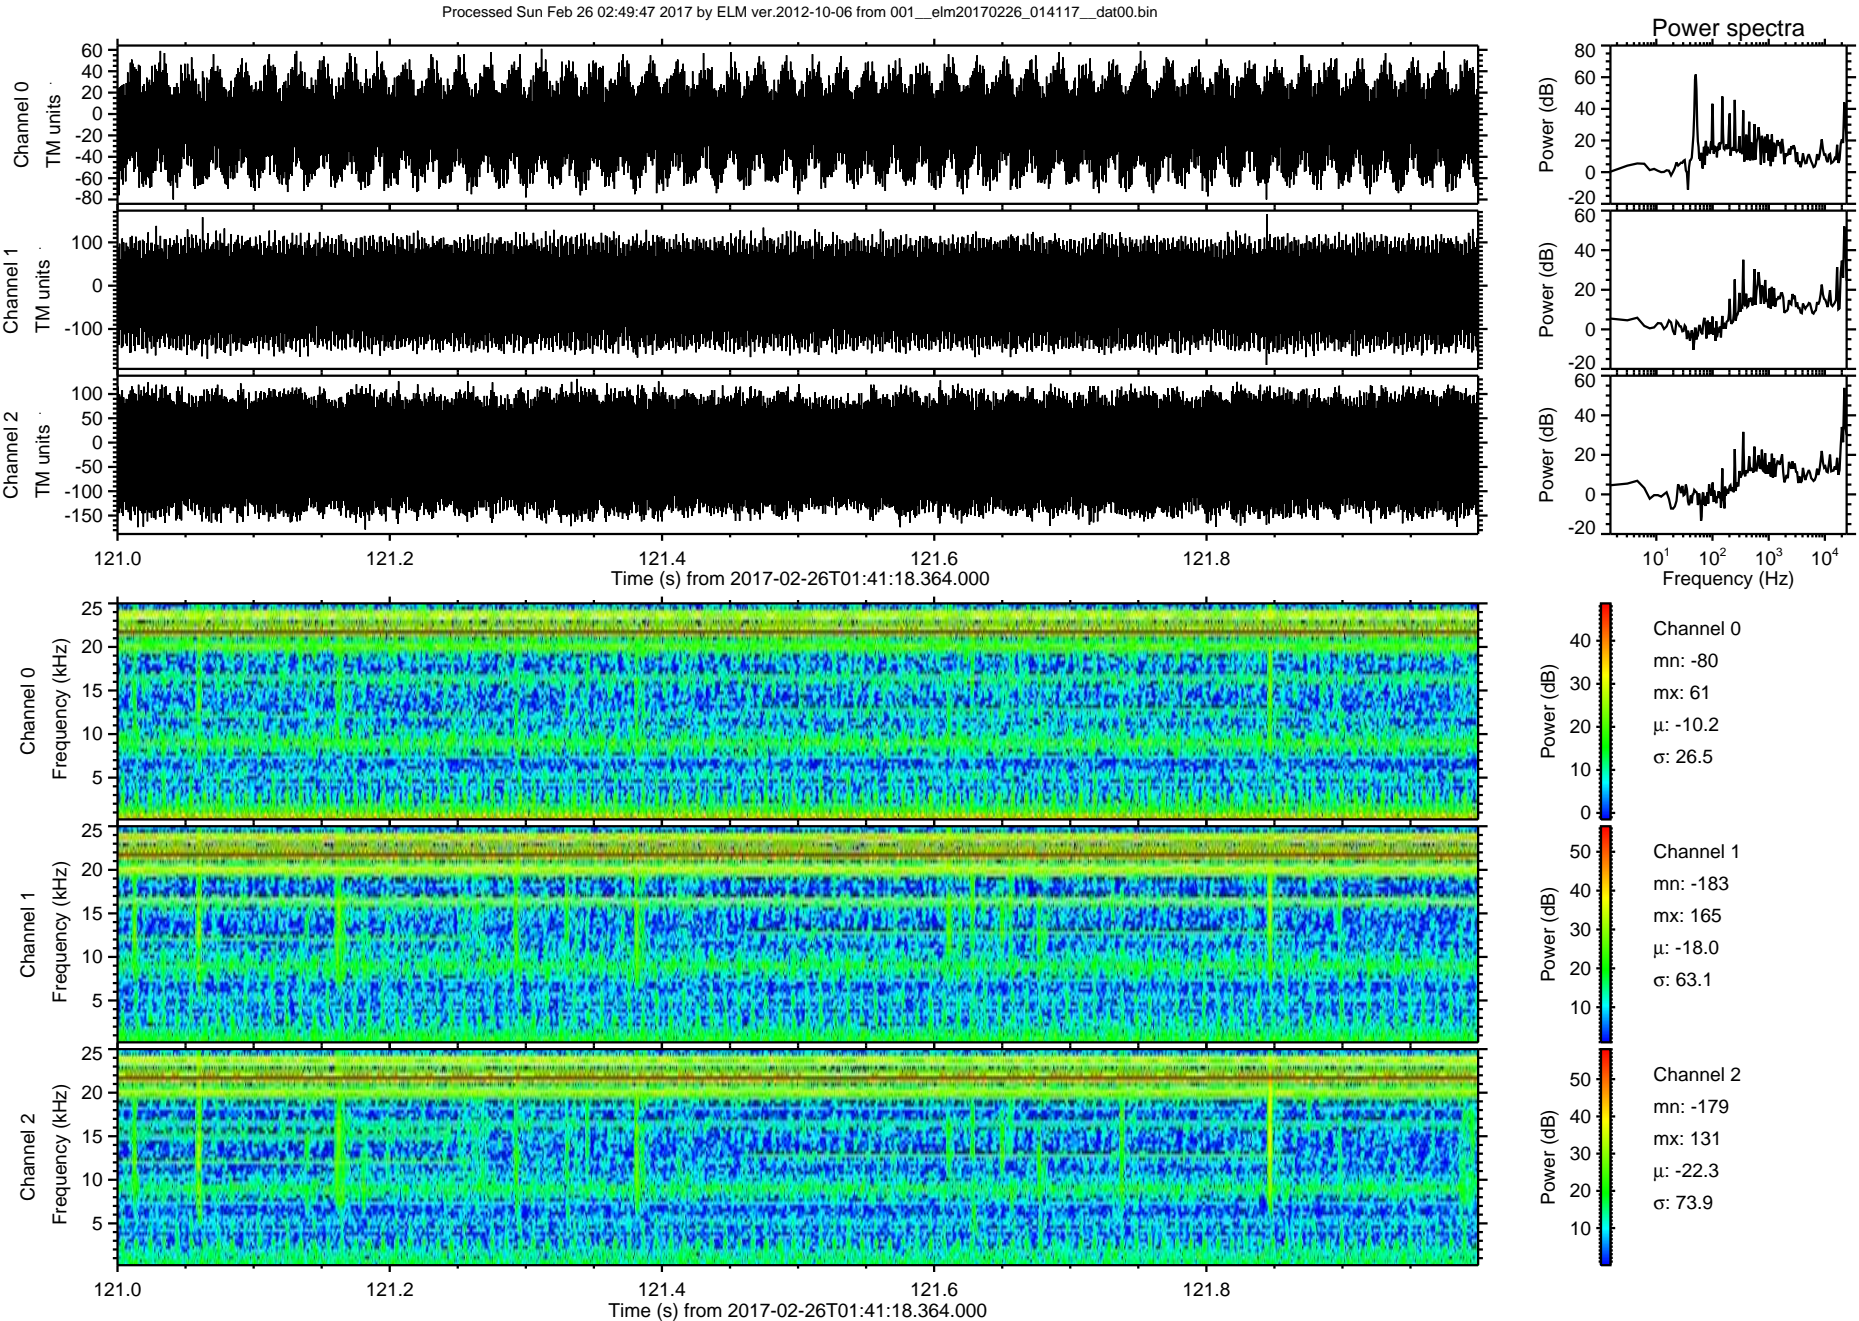 Processed Sun Feb 26 02:49:47 2017 by ELM ver.2012-10-06 from 001__elm20170226_014117__dat00.bin
Power spectra
Channel 0
TM units
60
40
20
0
-20
-40
-60
-80
Power (dB)
80
60
40
20
0
-20
Channel 1
TM units
100
0
-100
Power (dB)
60
40
20
0
-20
Channel 2
TM units
100
50
0
-50
-100
-150
Power (dB)
60
40
20
0
-20
121.0 121.2 121.4 121.6 121.8
Time (s) from 2017-02-26T01:41:18.364.000
10¹ 10² 10³ 10⁴
Frequency (Hz)
Channel 0
Frequency (kHz)
25
20
15
10
5
Power (dB)
40
30
20
10
0
Channel 0
mn: -80
mx: 61
μ: -10.2
σ: 26.5
Channel 1
Frequency (kHz)
25
20
15
10
5
Power (dB)
50
40
30
20
10
Channel 1
mn: -183
mx: 165
μ: -18.0
σ: 63.1
Channel 2
Frequency (kHz)
25
20
15
10
5
Power (dB)
50
40
30
20
10
Channel 2
mn: -179
mx: 131
μ: -22.3
σ: 73.9
121.0 121.2 121.4 121.6 121.8
Time (s) from 2017-02-26T01:41:18.364.000